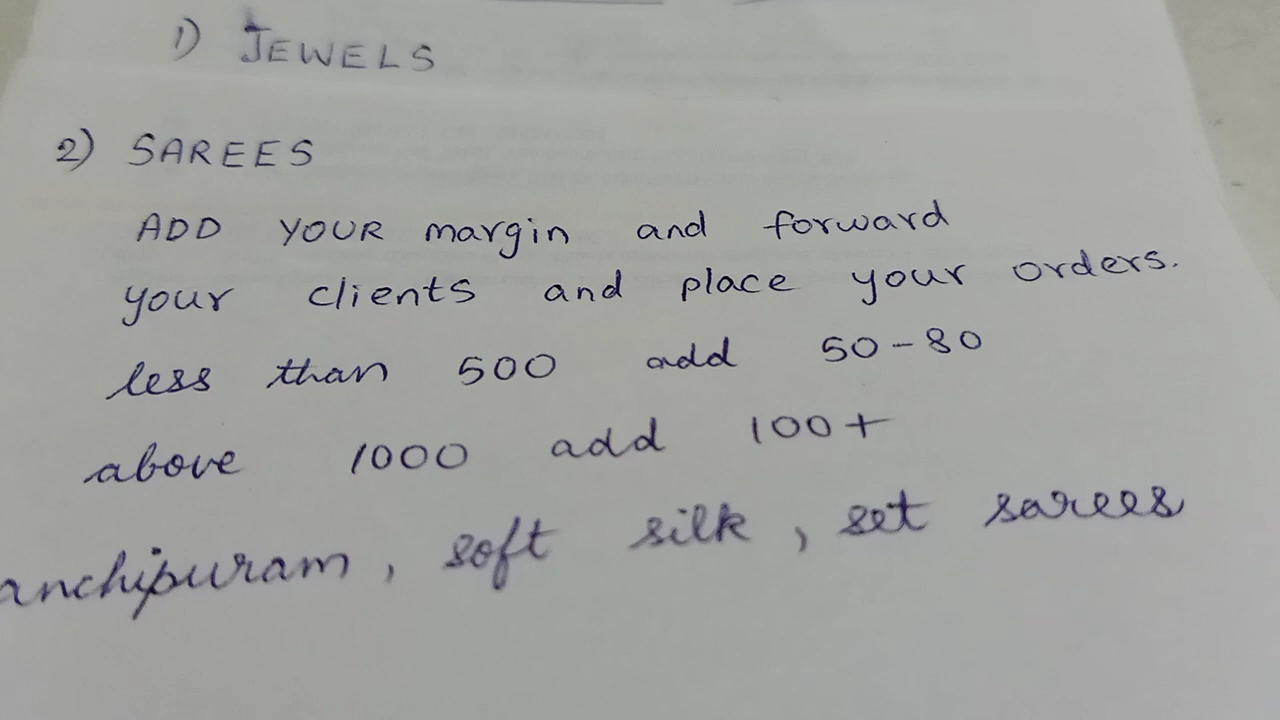 1) JEWELS
2) SAREES
ADD YOUR margin and forward
your clients and place your orders.
less than 500 add 50-80
above 1000 add 100+
anchipuram, soft silk, set sarees